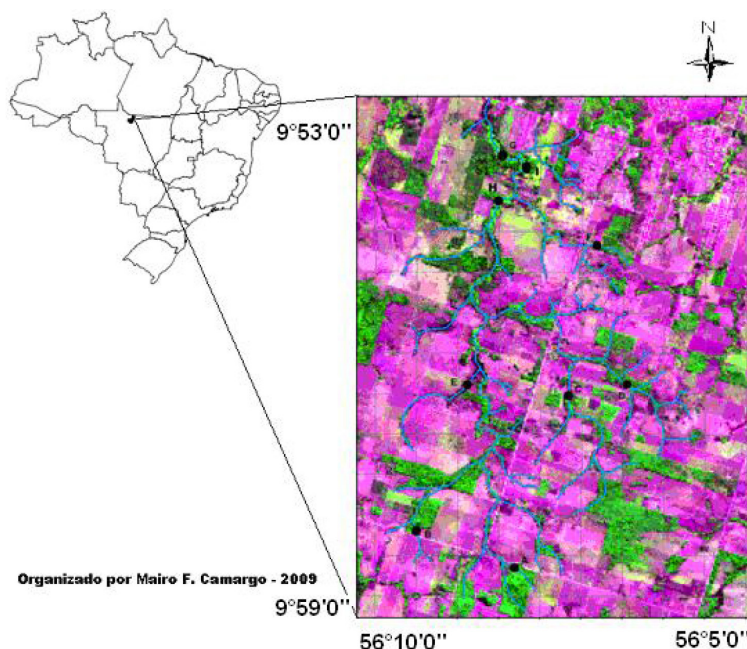 N
9°53'0''
G
I
H
F
E
C
D
B
A
Organizado por Mairo F. Camargo - 2009
9°59'0''
56°10'0''
56°5'0''